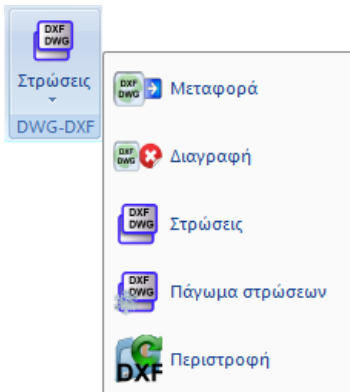 DXF
DWG
Στρώσεις
DWG-DXF
DXF
DWG
Μεταφορά
DXF
DWG
Διαγραφή
DXF
DWG
Στρώσεις
DXF
DWG
Πάγωμα στρώσεων
DXF
Περιστροφή